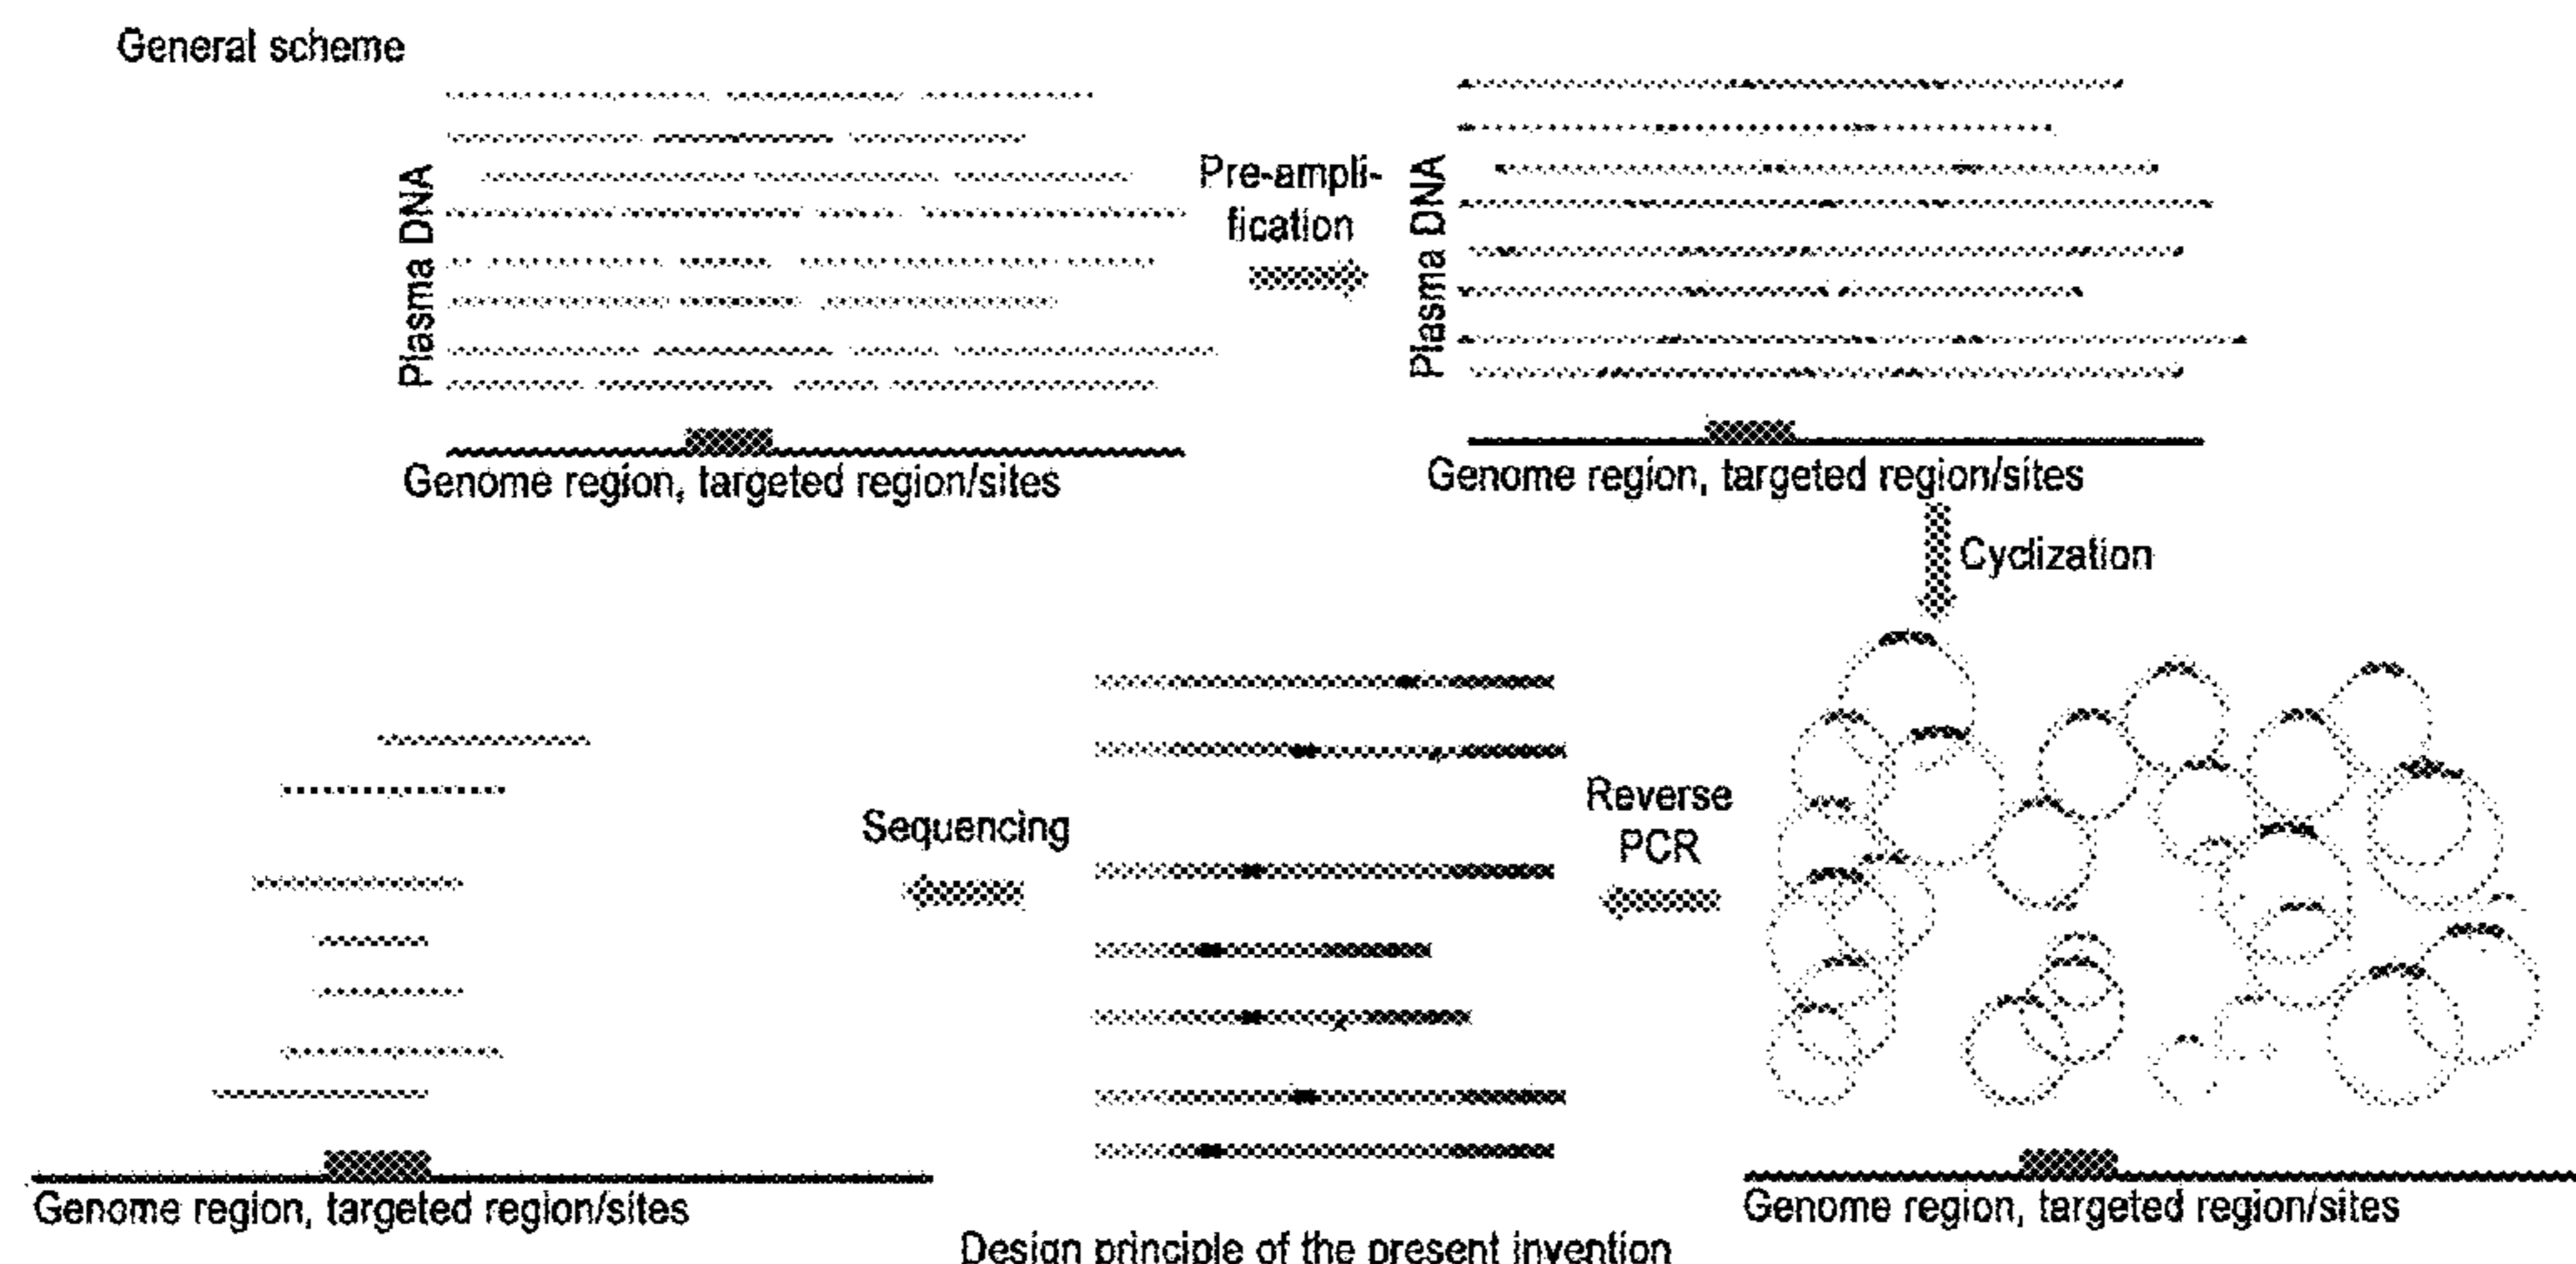 General scheme
Plasma DNA
Pre-ampli-
fication
Plasma DNA
Genome region, targeted region/sites
Genome region, targeted region/sites
Cyclization
Reverse
PCR
Sequencing
Genome region, targeted region/sites
Genome region, targeted region/sites
Design principle of the present invention